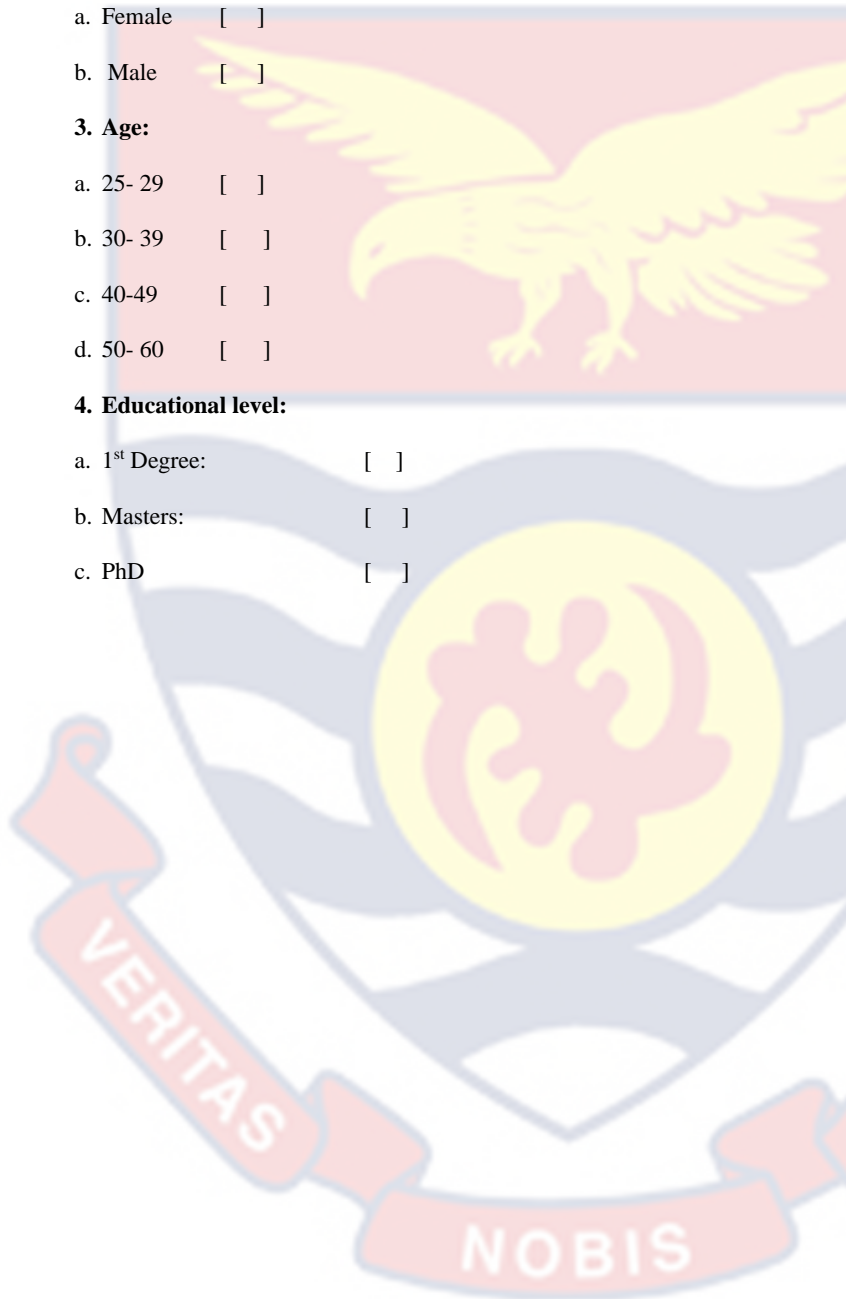 a. Female [ ]
b. Male [ ]
3. Age:
a. 25- 29 [ ]
b. 30- 39 [ ]
c. 40-49 [ ]
d. 50- 60 [ ]
4. Educational level:
a. 1st Degree: [ ]
b. Masters: [ ]
c. PhD [ ]
VERITAS
NOBIS